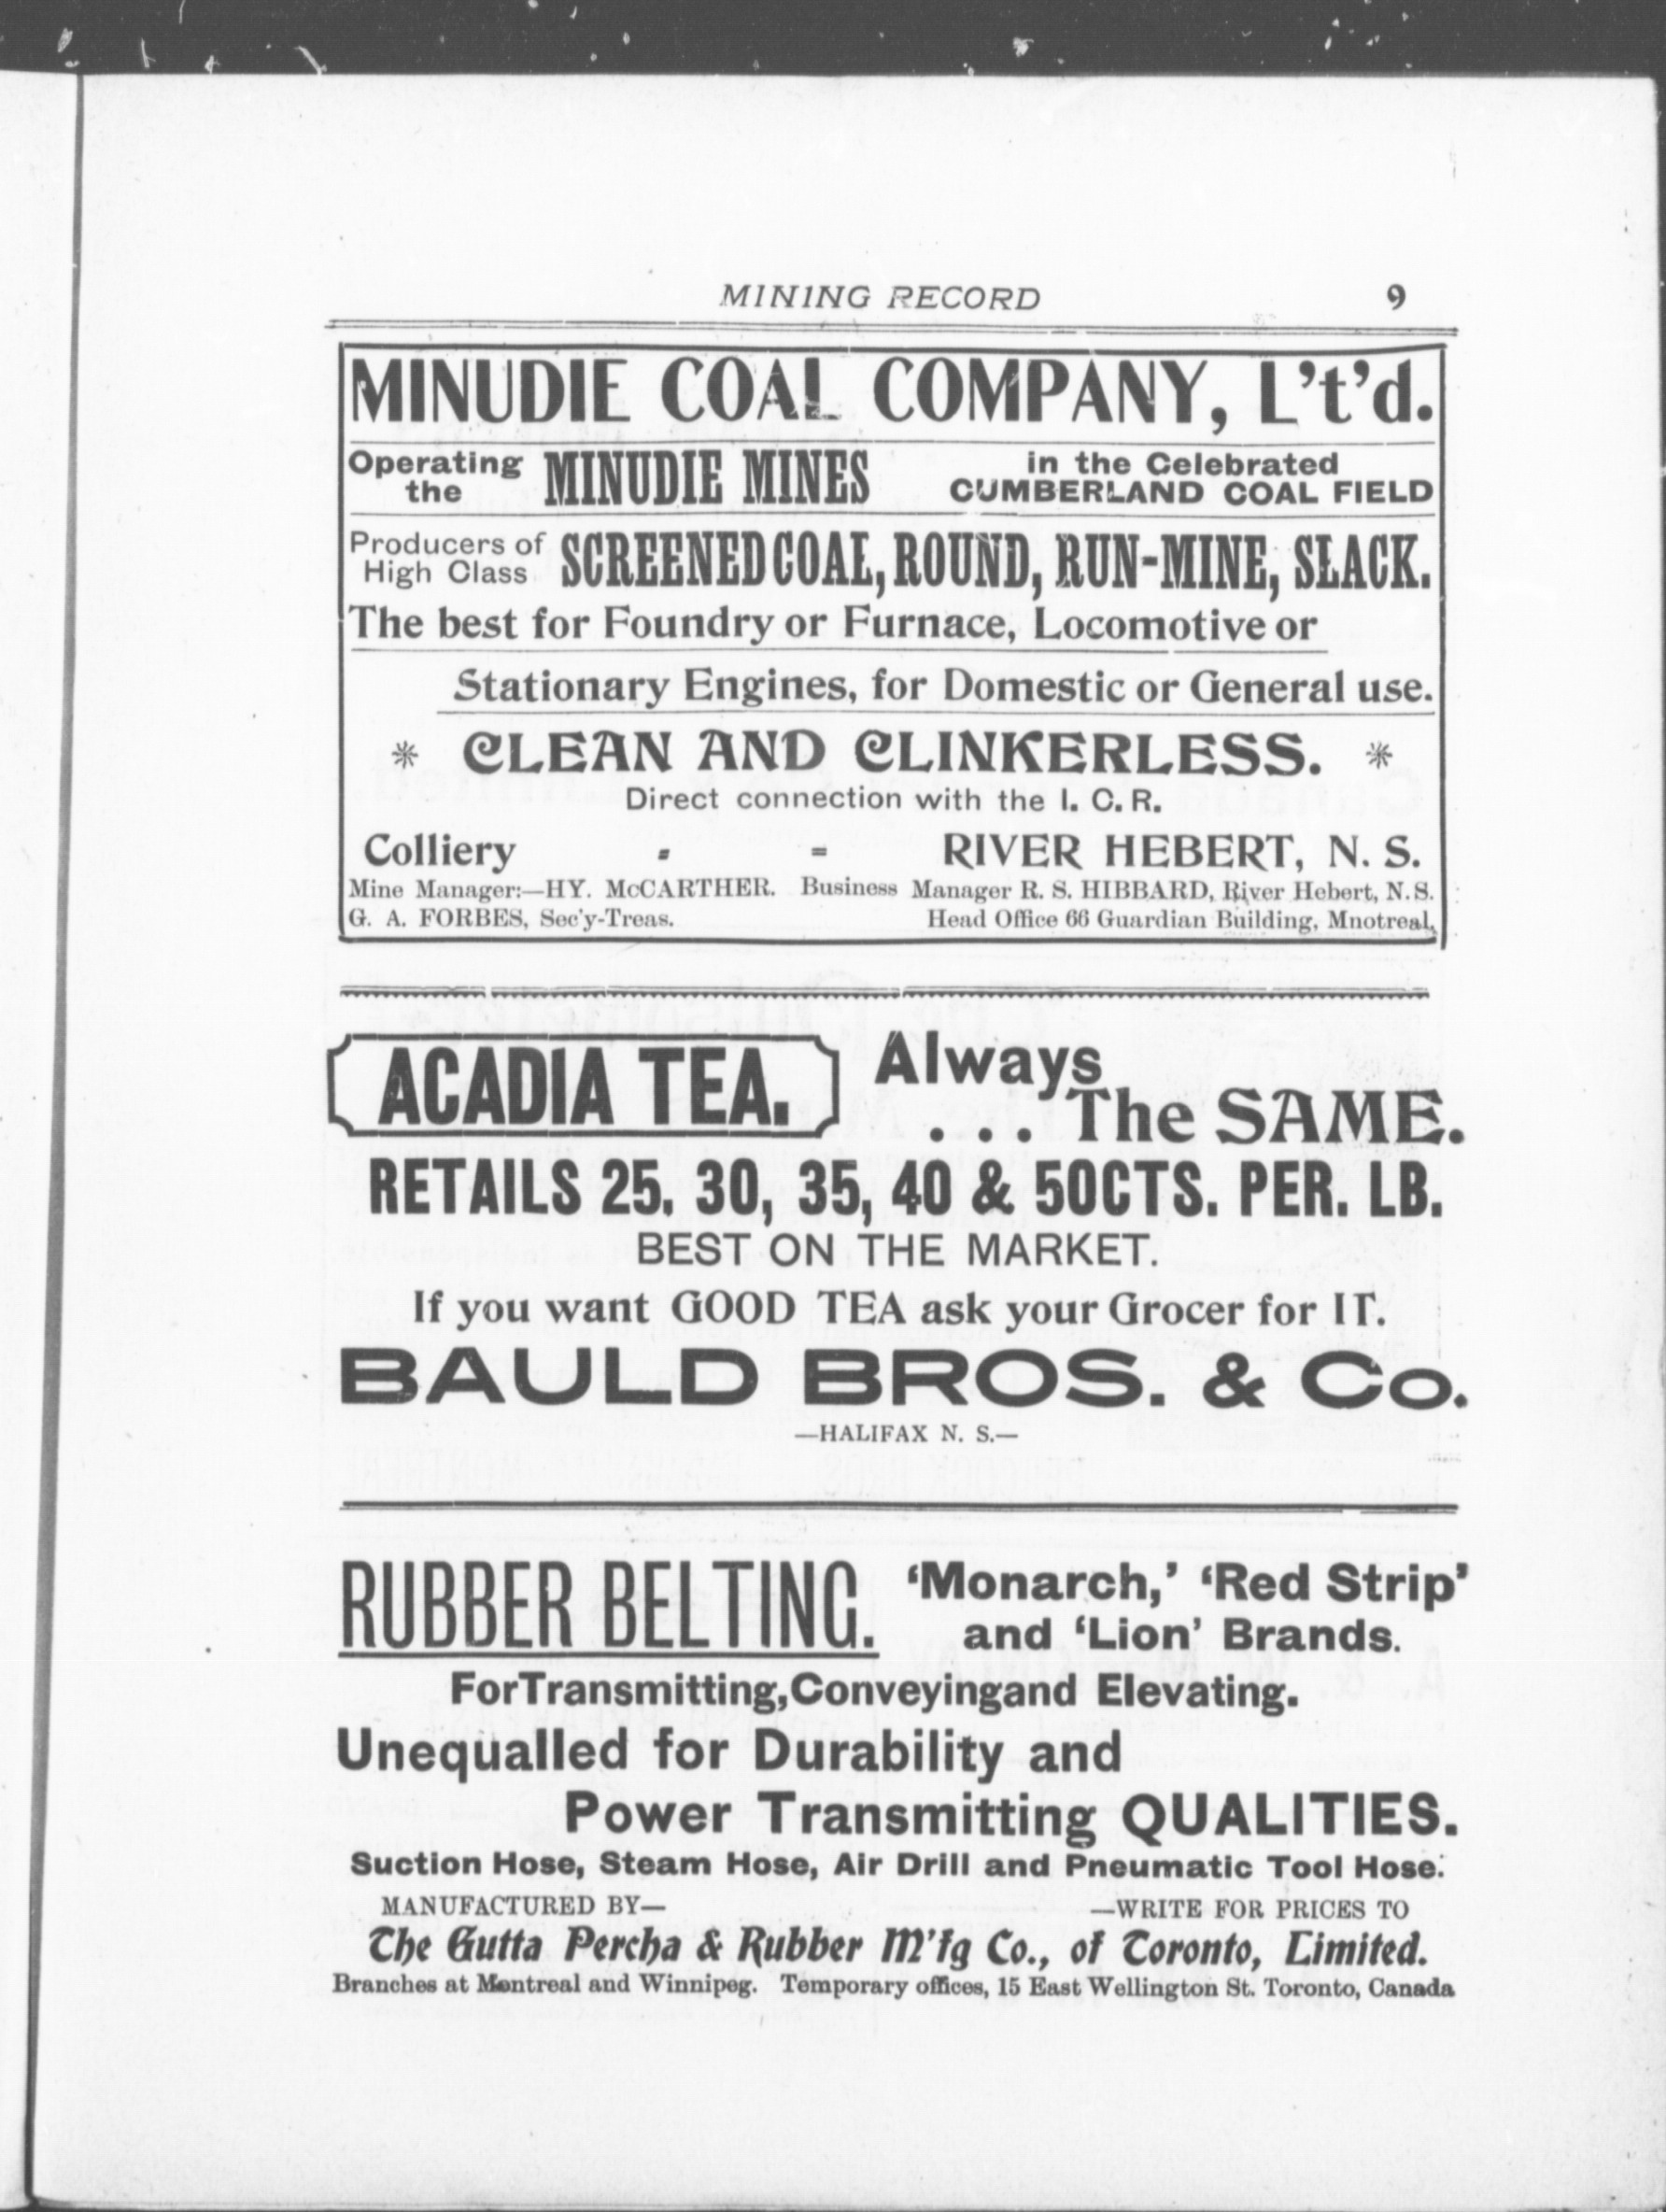 MINING RECORD 9
MINUDIE COAL COMPANY, L't'd.
Operating the MINUDIE MINES in the Celebrated CUMBERLAND COAL FIELD
Producers of High Class SCREENED COAL, ROUND, RUN-MINE, SLACK.
The best for Foundry or Furnace, Locomotive or
Stationary Engines, for Domestic or General use.
CLEAN AND CLINKERLESS.
Direct connection with the I. C. R.
Colliery - - RIVER HEBERT, N. S.
Mine Manager:—HY. McCARTHER. Business Manager R. S. HIBBARD, River Hebert, N.S.
G. A. FORBES, Sec'y-Treas. Head Office 66 Guardian Building, Mnotreal,
ACADIA TEA. Always
. . . The SAME.
RETAILS 25, 30, 35, 40 & 50CTS. PER. LB.
BEST ON THE MARKET.
If you want GOOD TEA ask your Grocer for IT.
BAULD BROS. & Co.
—HALIFAX N. S.—
RUBBER BELTING. 'Monarch,' 'Red Strip'
and 'Lion' Brands.
For Transmitting, Conveying and Elevating.
Unequalled for Durability and
Power Transmitting QUALITIES.
Suction Hose, Steam Hose, Air Drill and Pneumatic Tool Hose.
MANUFACTURED BY— —WRITE FOR PRICES TO
The Gutta Percha & Rubber M'fg Co., of Toronto, Limited.
Branches at Montreal and Winnipeg. Temporary offices, 15 East Wellington St. Toronto, Canada